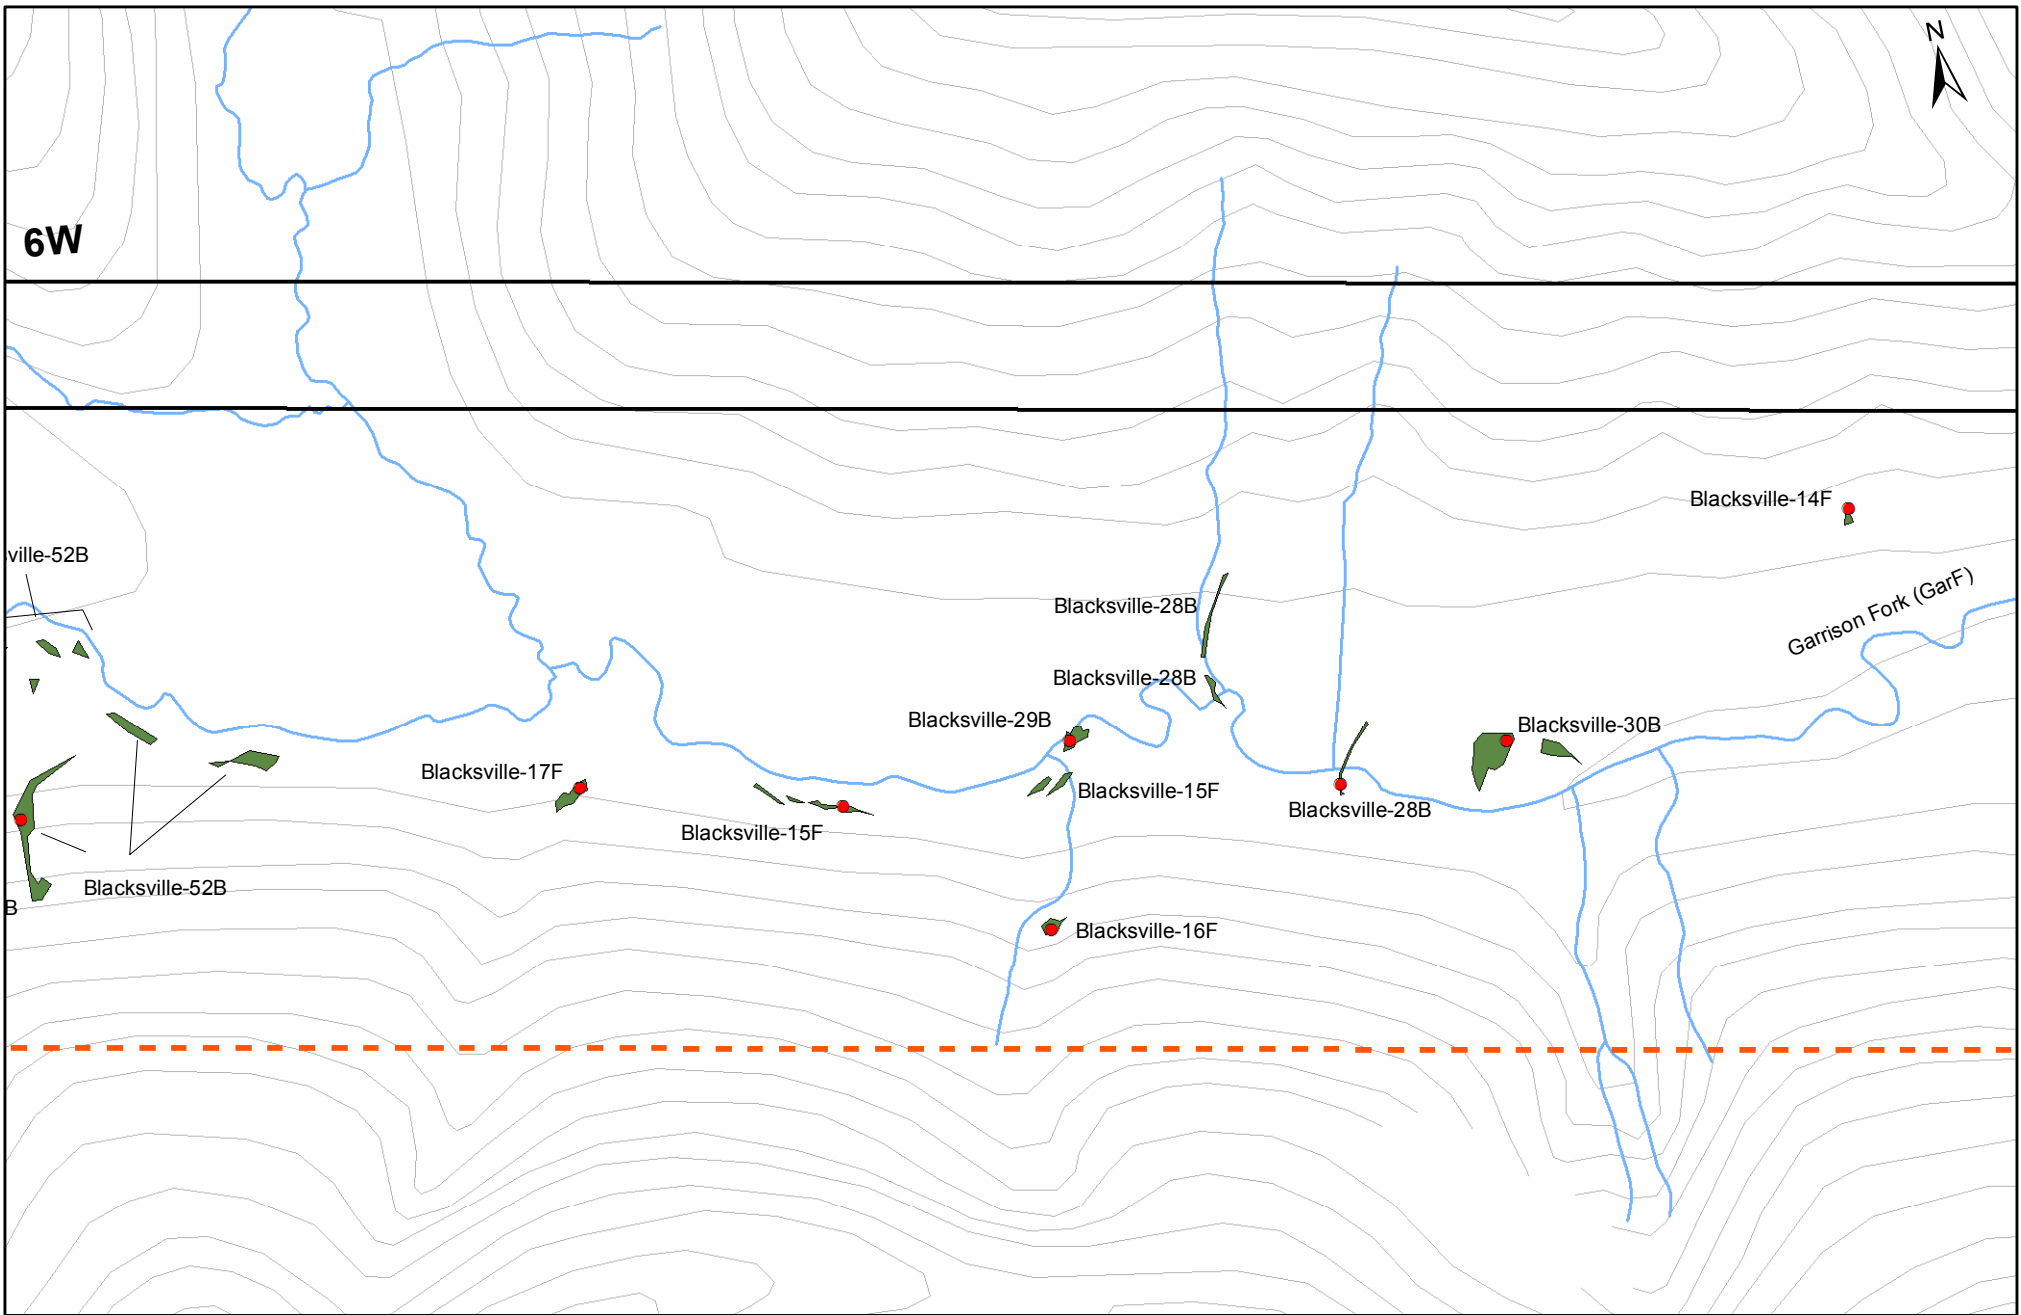 N
6W
Blacksville-14F
ville-52B
Garrison Fork (GarF)
Blacksville-28B
Blacksville-28B
Blacksville-29B
Blacksville-30B
Blacksville-17F
Blacksville-15F
Blacksville-28B
Blacksville-15F
Blacksville-52B
B
Blacksville-16F